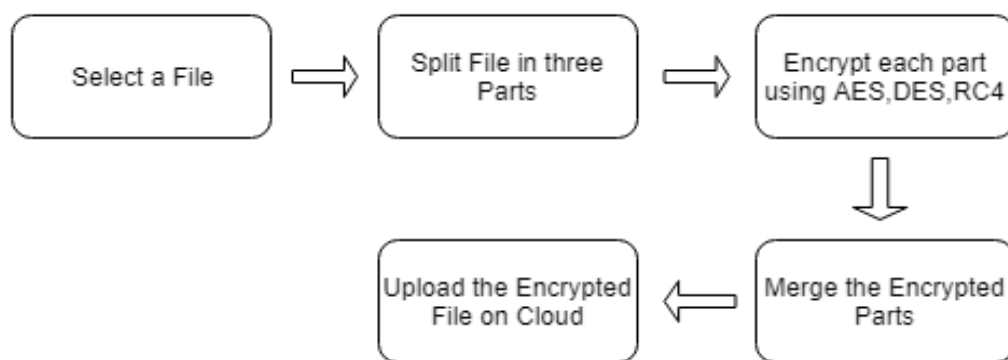 Select a File
Split File in three
Parts
Encrypt each part
using AES,DES,RC4
Merge the Encrypted
Parts
Upload the Encrypted
File on Cloud